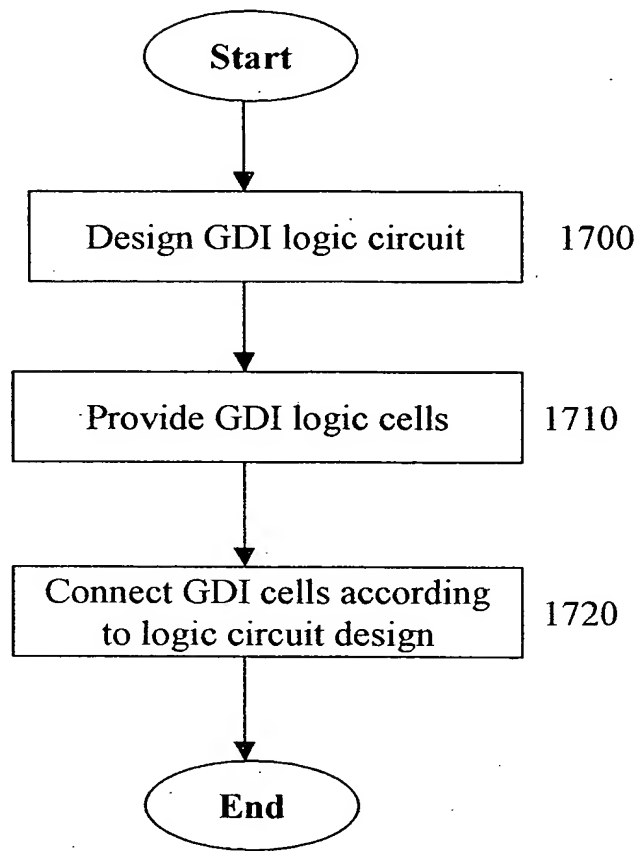 Start
Design GDI logic circuit 1700
Provide GDI logic cells 1710
Connect GDI cells according
to logic circuit design 1720
End